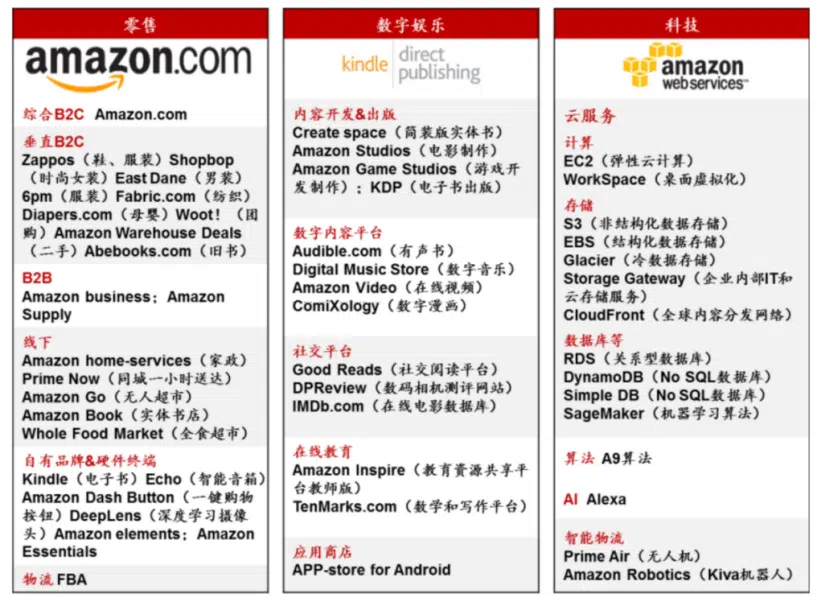 零售
amazon.com
综合B2C Amazon.com
垂直B2C
Zappos（鞋、服装）Shopbop
（时尚女装）East Dane（男装）
6pm（服装）Fabric.com（纺织）
Diapers.com（母婴）Woot！（团
购）Amazon Warehouse Deals
（二手）Abebooks.com（旧书）
B2B
Amazon business；Amazon
Supply
线下
Amazon home-services（家政）
Prime Now（同城一小时送达）
Amazon Go（无人超市）
Amazon Book（实体书店）
Whole Food Market（全食超市）
自有品牌&硬件终端
Kindle（电子书）Echo（智能音箱）
Amazon Dash Button（一键购物
按钮）DeepLens（深度学习摄像
头）Amazon elements；Amazon
Essentials
物流 FBA
数字娱乐
kindle direct
publishing
内容开发&出版
Create space（简装版实体书）
Amazon Studios（电影制作）
Amazon Game Studios（游戏开
发制作）；KDP（电子书出版）
数字内容平台
Audible.com（有声书）
Digital Music Store（数字音乐）
Amazon Video（在线视频）
ComiXology（数字漫画）
社交平台
Good Reads（社交阅读平台）
DPReview（数码相机测评网站）
IMDb.com（在线电影数据库）
在线教育
Amazon Inspire（教育资源共享平
台教师版）
TenMarks.com（数学和写作平台）
应用商店
APP-store for Android
科技
amazon
webservices™
云服务
计算
EC2（弹性云计算）
WorkSpace（桌面虚拟化）
存储
S3（非结构化数据存储）
EBS（结构化数据存储）
Glacier（冷数据存储）
Storage Gateway（企业内部IT和
云存储服务）
CloudFront（全球内容分发网络）
数据库等
RDS（关系型数据库）
DynamoDB（No SQL数据库）
Simple DB（No SQL数据库）
SageMaker（机器学习算法）
算法 A9算法
AI Alexa
智能物流
Prime Air（无人机）
Amazon Robotics（Kiva机器人）